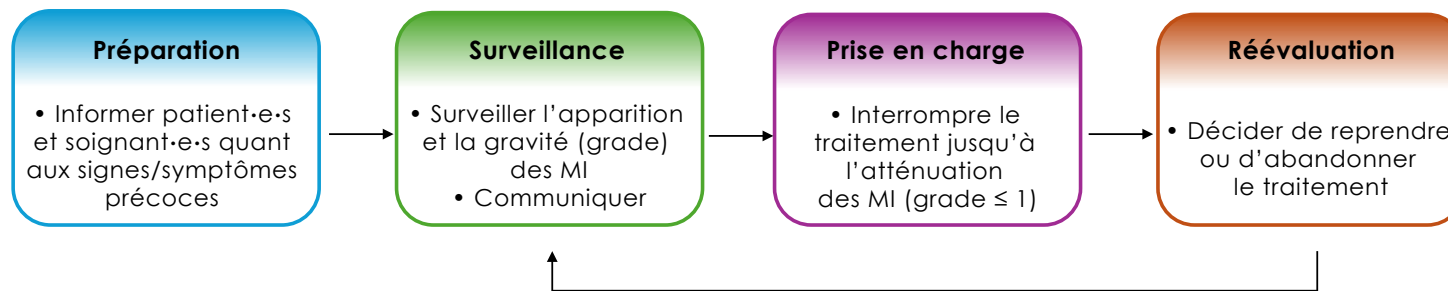 Préparation
• Informer patient·e·s
et soignant·e·s quant
aux signes/symptômes
précoces
Surveillance
• Surveiller l’apparition
et la gravité (grade)
des MI
• Communiquer
Prise en charge
• Interrompre le
traitement jusqu’à
l’atténuation
des MI (grade ≤ 1)
Réévaluation
• Décider de reprendre
ou d’abandonner
le traitement